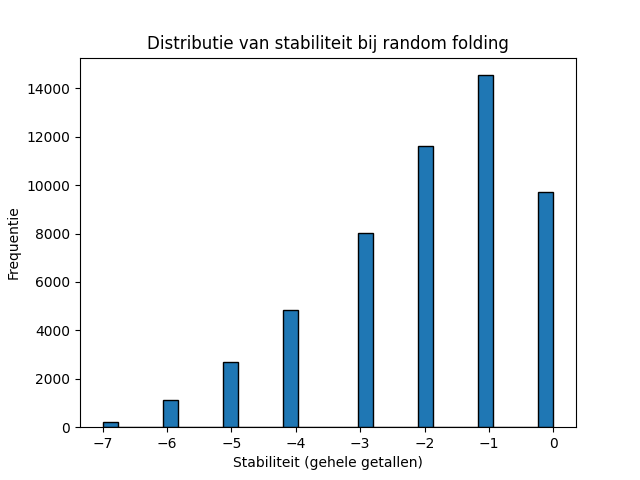 Distributie van stabiliteit bij random folding
14000
12000
10000
8000
6000
4000
2000
0
Frequentie
−7 −6 −5 −4 −3 −2 −1 0
Stabiliteit (gehele getallen)